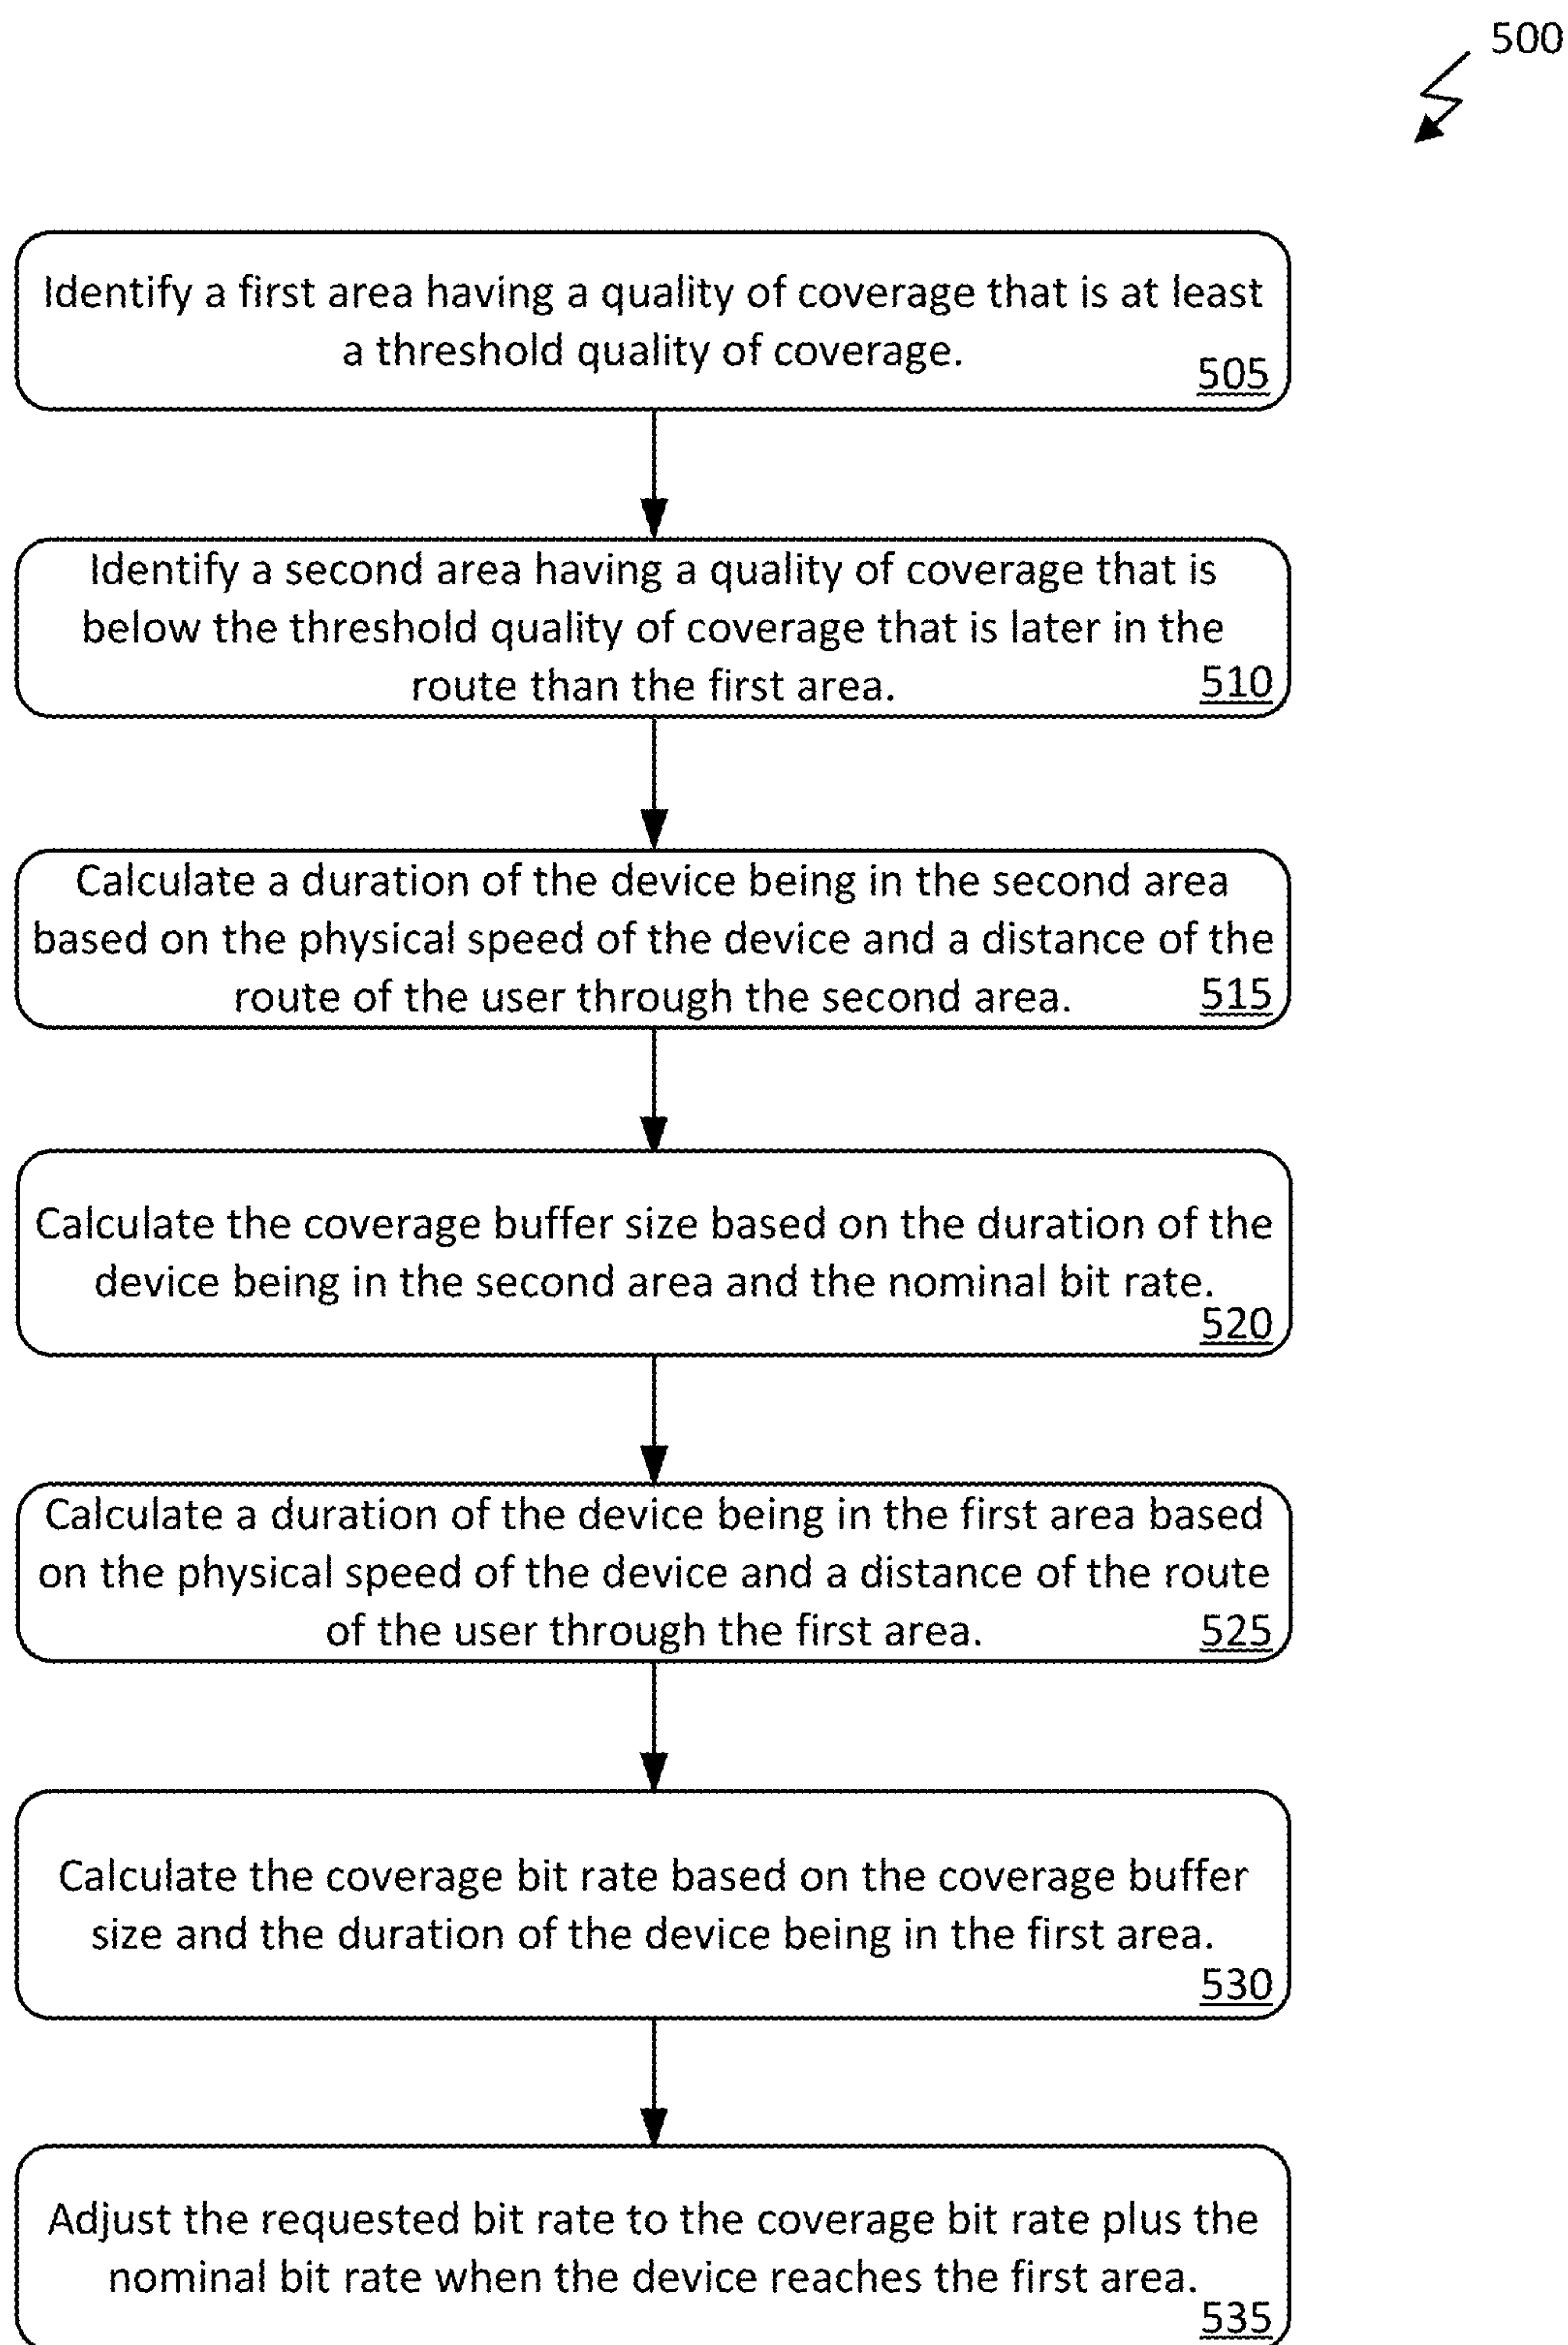 500
Identify a first area having a quality of coverage that is at least
a threshold quality of coverage.
505
Identify a second area having a quality of coverage that is
below the threshold quality of coverage that is later in the
route than the first area.
510
Calculate a duration of the device being in the second area
based on the physical speed of the device and a distance of the
route of the user through the second area.
515
Calculate the coverage buffer size based on the duration of the
device being in the second area and the nominal bit rate.
520
Calculate a duration of the device being in the first area based
on the physical speed of the device and a distance of the route
of the user through the first area.
525
Calculate the coverage bit rate based on the coverage buffer
size and the duration of the device being in the first area.
530
Adjust the requested bit rate to the coverage bit rate plus the
nominal bit rate when the device reaches the first area.
535